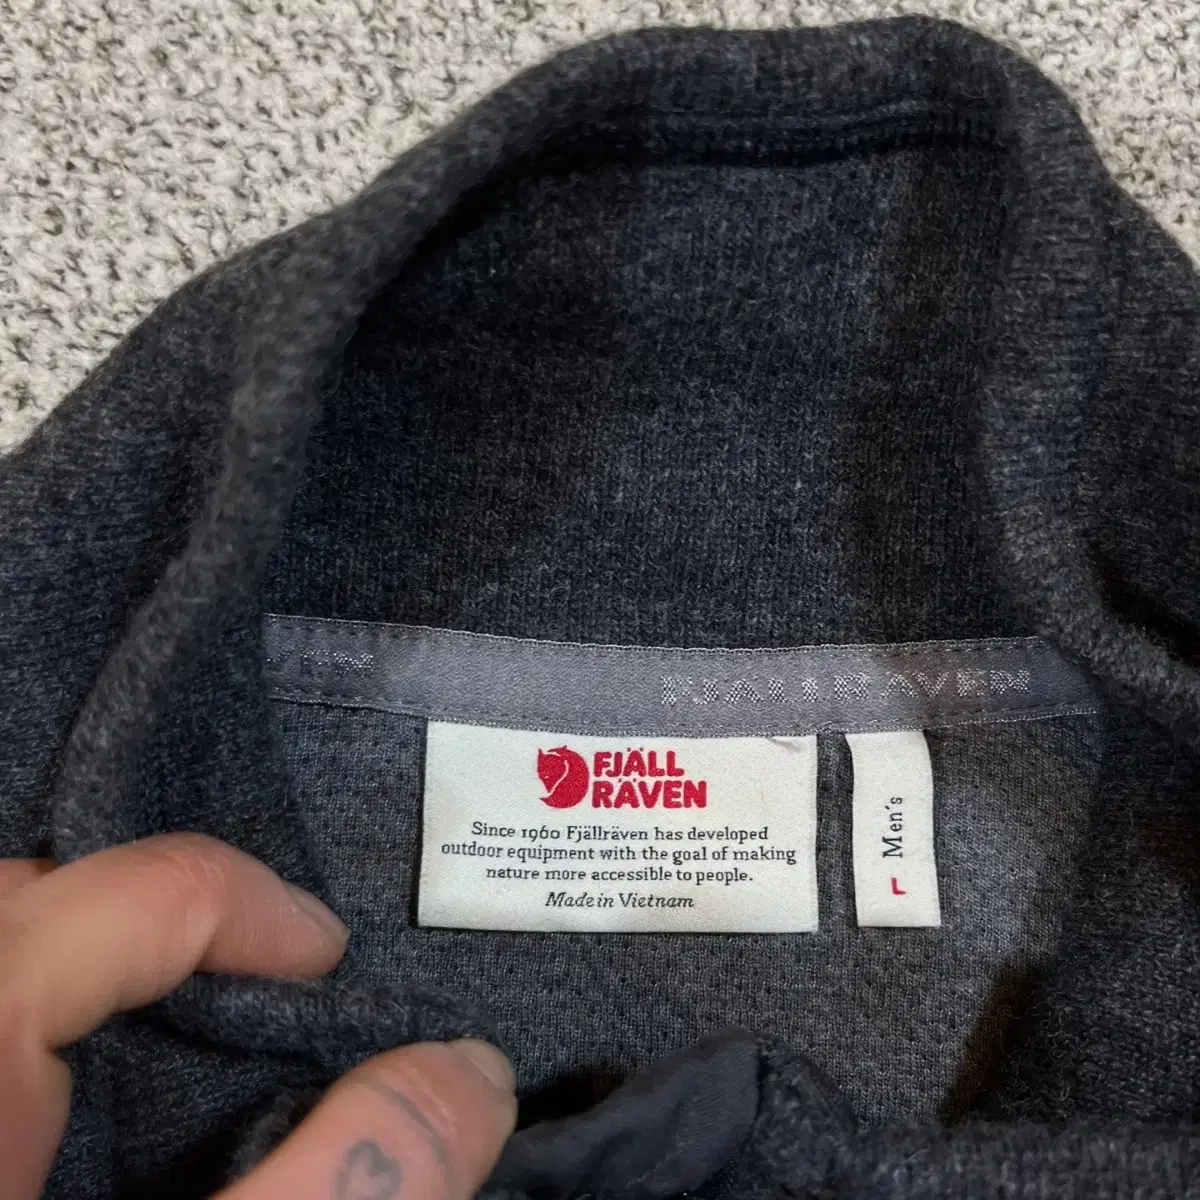 FJÄLLRÄVEN
FJÄLL
RÄVEN
Since 1960 Fjällräven has developed
outdoor equipment with the goal of making
nature more accessible to people.
Made in Vietnam
Men's
L